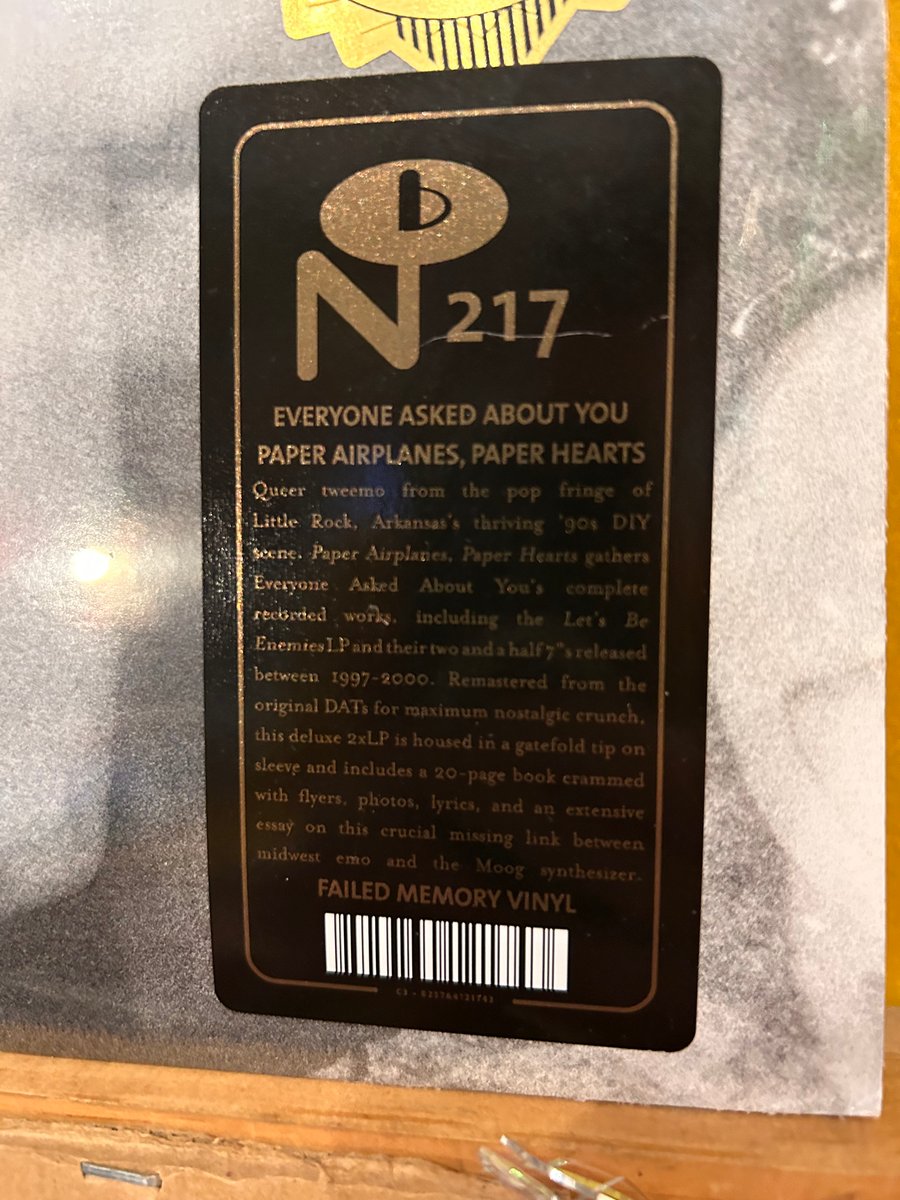 N 217
EVERYONE ASKED ABOUT YOU
PAPER AIRPLANES, PAPER HEARTS
Queer tweemo from the pop fringe of
Little Rock, Arkansas's thriving '90s DIY
scene. Paper Airplanes, Paper Hearts gathers
Everyone Asked About You's complete
recorded works, including the Let's Be
Enemies LP and their two and a half 7"s released
between 1997-2000. Remastered from the
original DATs for maximum nostalgic crunch,
this deluxe 2xLP is housed in a gatefold tip on
sleeve and includes a 20-page book crammed
with flyers, photos, lyrics, and an extensive
essay on this crucial missing link between
midwest emo and the Moog synthesizer.
FAILED MEMORY VINYL